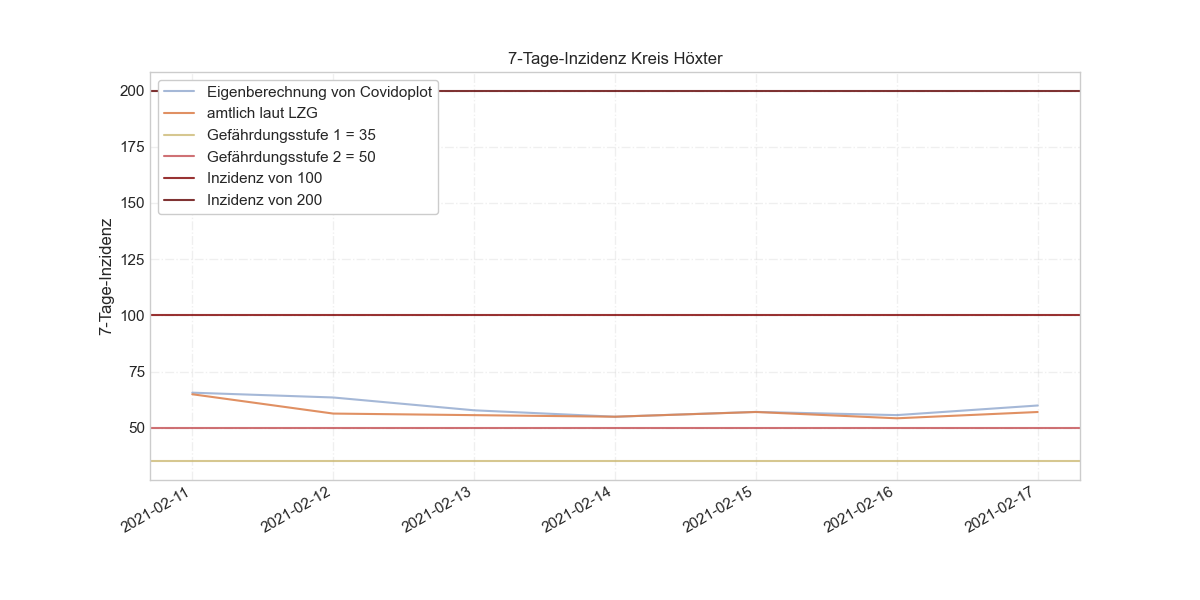 7-Tage-Inzidenz Kreis Höxter
Eigenberechnung von Covidoplot
amtlich laut LZG
Gefährdungsstufe 1 = 35
Gefährdungsstufe 2 = 50
Inzidenz von 100
Inzidenz von 200
7-Tage-Inzidenz
200
175
150
125
100
75
50
2021-02-11
2021-02-12
2021-02-13
2021-02-14
2021-02-15
2021-02-16
2021-02-17